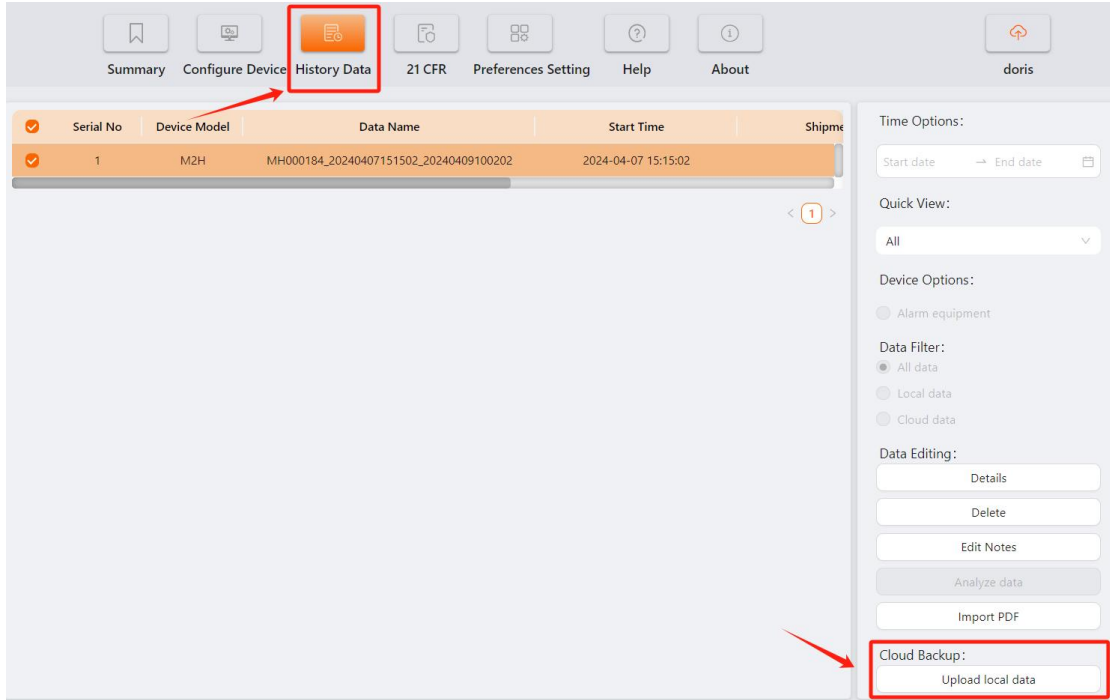 Summary Configure Device History Data 21 CFR Preferences Setting Help About doris
Serial No Device Model Data Name Start Time Shipme
1 M2H MH000184_20240407151502_20240409100202 2024-04-07 15:15:02
< 1 >
Time Options:
Start date → End date
Quick View:
All
Device Options:
Alarm equipment
Data Filter:
All data
Local data
Cloud data
Data Editing:
Details
Delete
Edit Notes
Analyze data
Import PDF
Cloud Backup:
Upload local data